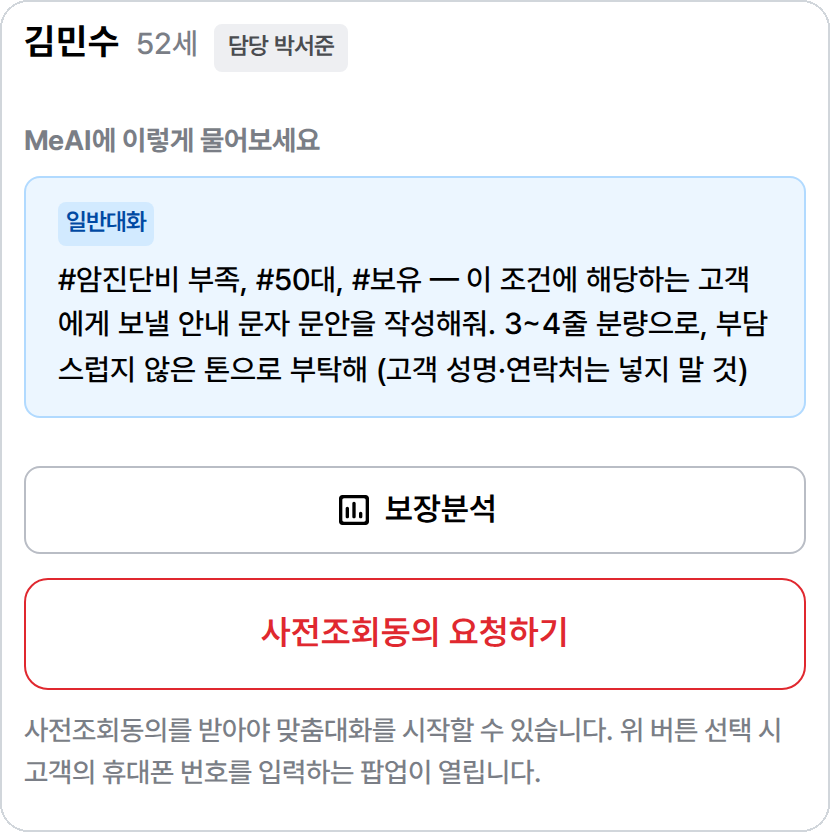 김민수 52세 담당 박서준
MeAI에 이렇게 물어보세요
일반대화
#암진단비 부족, #50대, #보유 — 이 조건에 해당하는 고객
에게 보낼 안내 문자 문안을 작성해줘. 3~4줄 분량으로, 부담
스럽지 않은 톤으로 부탁해 (고객 성명·연락처는 넣지 말 것)
보장분석
사전조회동의 요청하기
사전조회동의를 받아야 맞춤대화를 시작할 수 있습니다. 위 버튼 선택 시
고객의 휴대폰 번호를 입력하는 팝업이 열립니다.